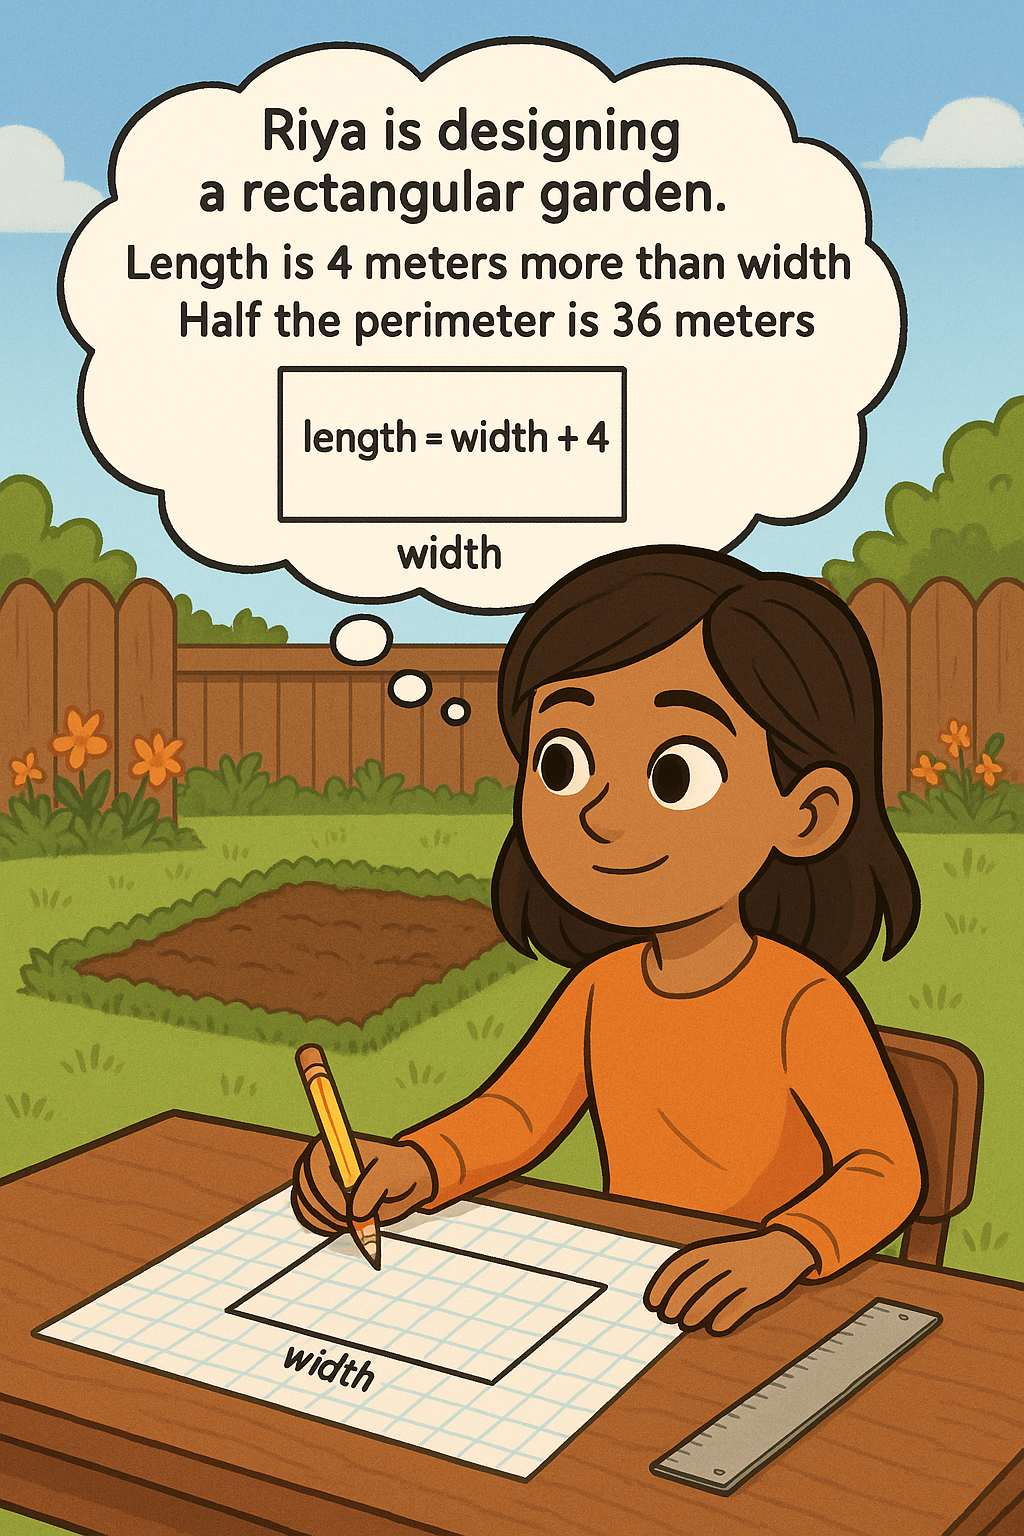 Riya is designing
a rectangular garden.
Length is 4 meters more than width
Half the perimeter is 36 meters
length = width + 4
width
width